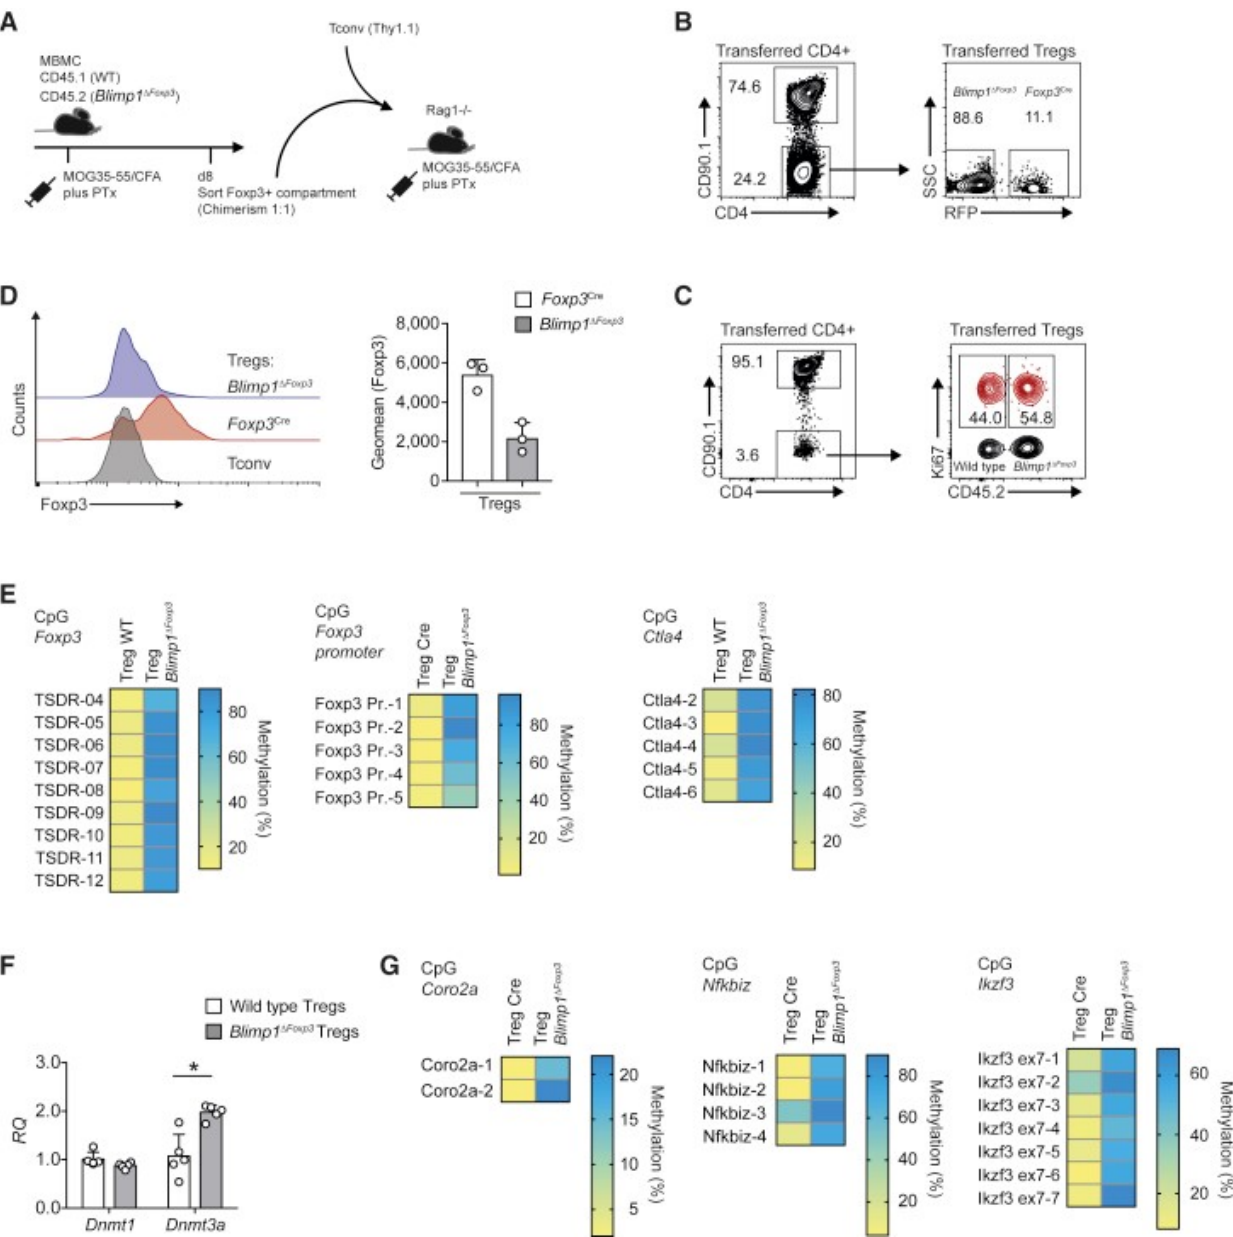 A
MBMC
CD45.1 (WT)
CD45.2 (Blimp1ΔFoxp3)
MOG35-55/CFA
plus PTx
d8
Sort Foxp3+ compartment
(Chimerism 1:1)
Tconv (Thy1.1)
Rag1-/-
MOG35-55/CFA
plus PTx
B
Transferred CD4+
74.6
24.2
CD90.1
CD4
Transferred Tregs
Blimp1ΔFoxp3 Foxp3Cre
88.6 11.1
SSC
RFP
D
Counts
Tregs:
Blimp1ΔFoxp3
Foxp3Cre
Tconv
Foxp3
Foxp3Cre
Blimp1ΔFoxp3
Geomean (Foxp3)
8,000
6,000
4,000
2,000
0
Tregs
C
Transferred CD4+
95.1
3.6
CD90.1
CD4
Transferred Tregs
44.0 54.8
Wild type Blimp1ΔFoxp3
Ki67
CD45.2
E
CpG
Foxp3
Treg WT
Treg
Blimp1ΔFoxp3
TSDR-04
TSDR-05
TSDR-06
TSDR-07
TSDR-08
TSDR-09
TSDR-10
TSDR-11
TSDR-12
80
60
40
20
Methylation (%)
CpG
Foxp3
promoter
Treg Cre
Treg
Blimp1ΔFoxp3
Foxp3 Pr.-1
Foxp3 Pr.-2
Foxp3 Pr.-3
Foxp3 Pr.-4
Foxp3 Pr.-5
80
60
40
20
Methylation (%)
CpG
Ctla4
Treg WT
Treg
Blimp1ΔFoxp3
Ctla4-2
Ctla4-3
Ctla4-4
Ctla4-5
Ctla4-6
80
60
40
20
Methylation (%)
F
Wild type Tregs
Blimp1ΔFoxp3 Tregs
RQ
3.0
2.0
1.0
0.0
*
Dnmt1 Dnmt3a
G
CpG
Coro2a
Treg Cre
Treg
Blimp1ΔFoxp3
Coro2a-1
Coro2a-2
20
15
10
5
Methylation (%)
CpG
Nfkbiz
Treg Cre
Treg
Blimp1ΔFoxp3
Nfkbiz-1
Nfkbiz-2
Nfkbiz-3
Nfkbiz-4
80
60
40
20
Methylation (%)
CpG
Ikzf3
Treg Cre
Treg
Blimp1ΔFoxp3
Ikzf3 ex7-1
Ikzf3 ex7-2
Ikzf3 ex7-3
Ikzf3 ex7-4
Ikzf3 ex7-5
Ikzf3 ex7-6
Ikzf3 ex7-7
60
40
20
Methylation (%)